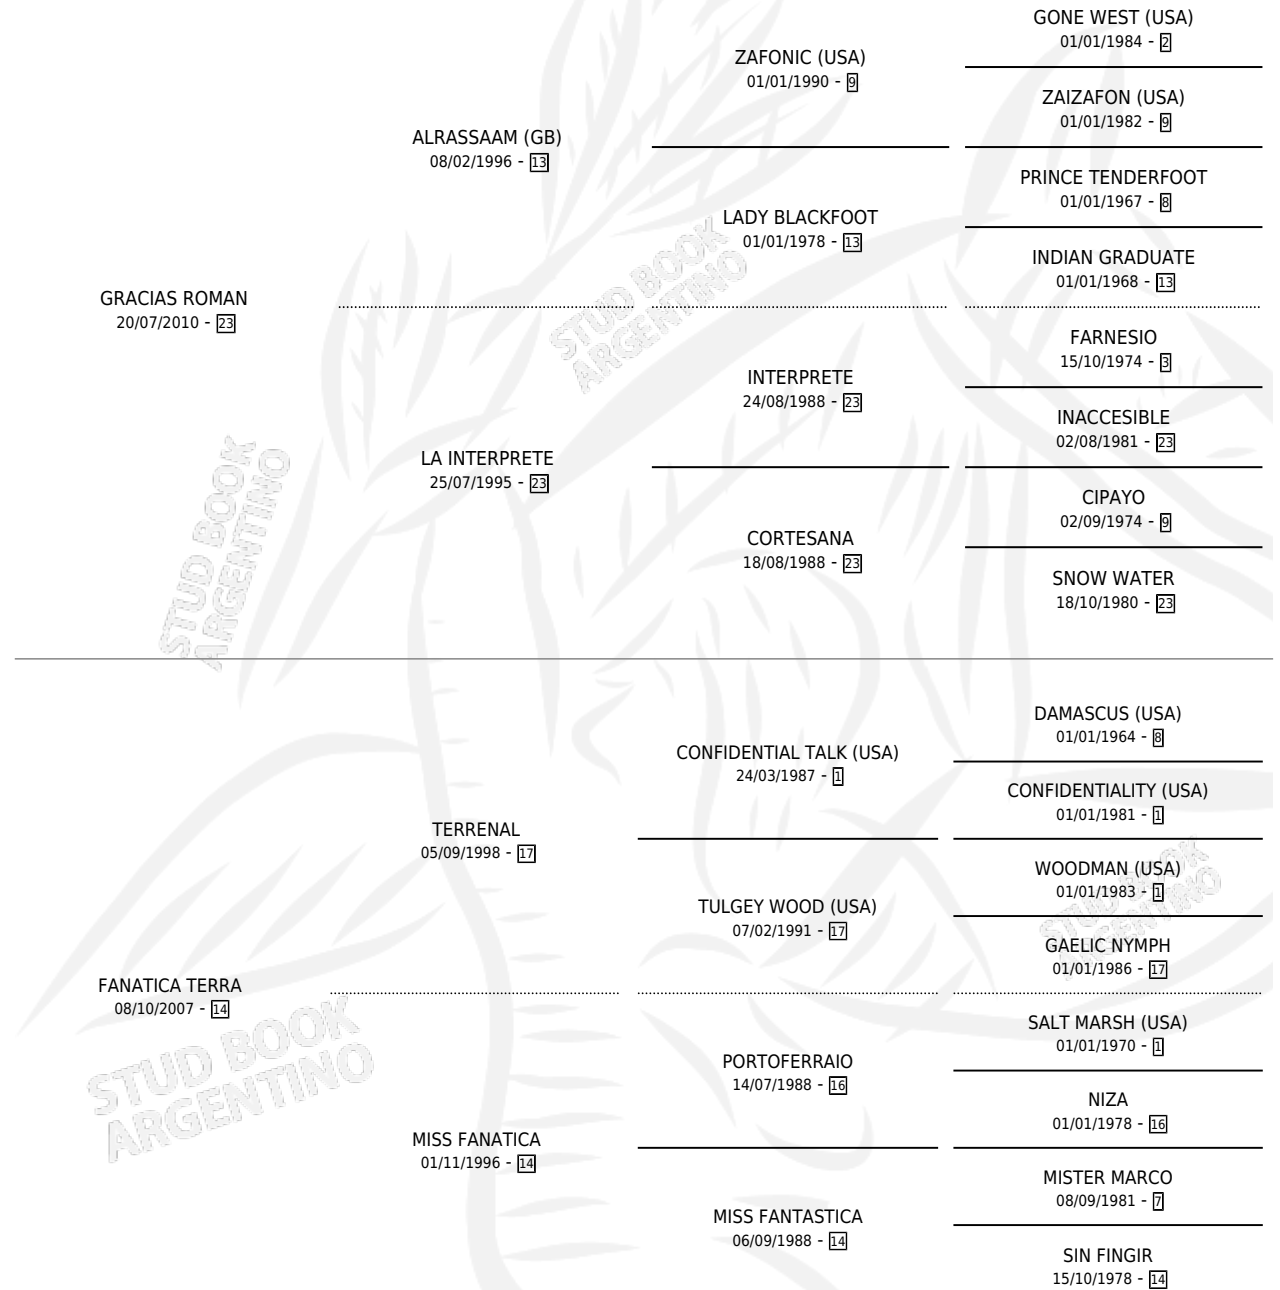 GONE WEST (USA)
01/01/1984 - 2
ZAFONIC (USA)
01/01/1990 - 9
ZAIZAFON (USA)
01/01/1982 - 9
ALRASSAAM (GB)
08/02/1996 - 13
PRINCE TENDERFOOT
01/01/1967 - 8
LADY BLACKFOOT
01/01/1978 - 13
INDIAN GRADUATE
01/01/1968 - 13
GRACIAS ROMAN
20/07/2010 - 23
STUD BOOK
ARGENTINO
FARNESIO
15/10/1974 - 3
INTERPRETE
24/08/1988 - 23
INACCESIBLE
02/08/1981 - 23
LA INTERPRETE
25/07/1995 - 23
CIPAYO
02/09/1974 - 9
CORTESANA
18/08/1988 - 23
SNOW WATER
18/10/1980 - 23
STUD BOOK
ARGENTINO
DAMASCUS (USA)
01/01/1964 - 8
CONFIDENTIAL TALK (USA)
24/03/1987 - 1
CONFIDENTIALITY (USA)
01/01/1981 - 1
TERRENAL
05/09/1998 - 17
WOODMAN (USA)
01/01/1983 - 1
TULGEY WOOD (USA)
07/02/1991 - 17
STUD BOOK
ARGENTINO
GAELIC NYMPH
01/01/1986 - 17
FANATICA TERRA
08/10/2007 - 14
STUD BOOK
ARGENTINO
SALT MARSH (USA)
01/01/1970 - 1
PORTOFERRAIO
14/07/1988 - 16
NIZA
01/01/1978 - 16
MISS FANATICA
01/11/1996 - 14
MISTER MARCO
08/09/1981 - 7
MISS FANTASTICA
06/09/1988 - 14
SIN FINGIR
15/10/1978 - 14